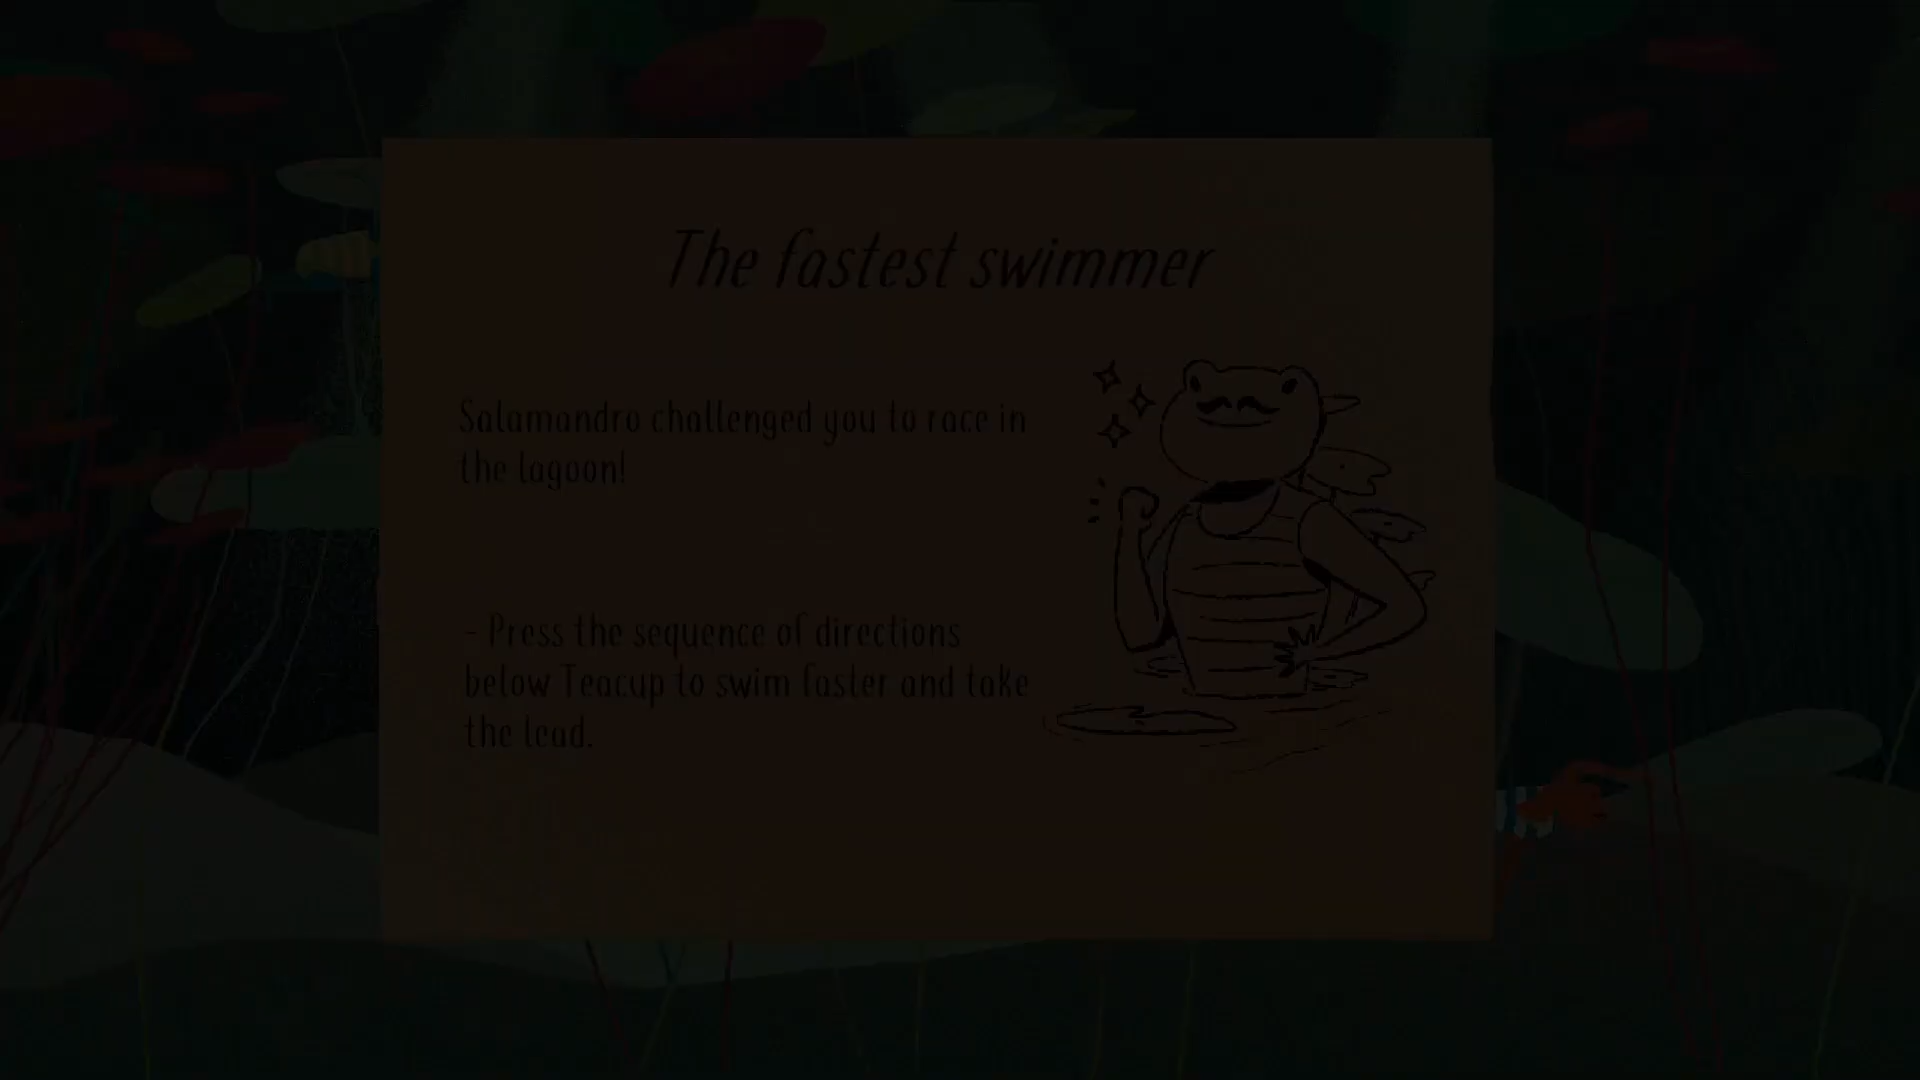 The fastest swimmer
Salamandro challenged you to race in
the lagoon!
- Press the sequence of directions
below Teacup to swim faster and take
the lead.